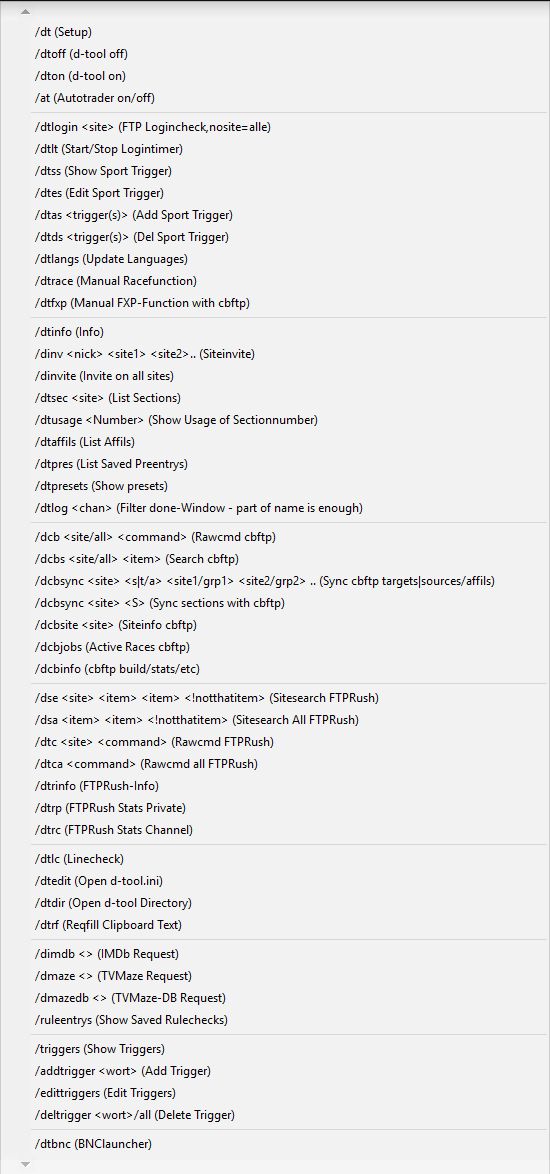 /dt (Setup)
/dtoff (d-tool off)
/dton (d-tool on)
/at (Autotrader on/off)
/dtlogin <site> (FTP Logincheck,nosite=alle)
/dtlt (Start/Stop Logintimer)
/dtss (Show Sport Trigger)
/dtes (Edit Sport Trigger)
/dtas <trigger(s)> (Add Sport Trigger)
/dtds <trigger(s)> (Del Sport Trigger)
/dtlangs (Update Languages)
/dtrace (Manual Racefunction)
/dtfxp (Manual FXP-Function with cbftp)
/dtinfo (Info)
/dinv <nick> <site1> <site2>.. (Siteinvite)
/dinvite (Invite on all sites)
/dtsec <site> (List Sections)
/dtusage <Number> (Show Usage of Sectionnumber)
/dtaffils (List Affils)
/dtpres (List Saved Preentrys)
/dtpresets (Show presets)
/dtlog <chan> (Filter done-Window - part of name is enough)
/dcb <site/all> <command> (Rawcmd cbftp)
/dcbs <site/all> <item> (Search cbftp)
/dcbsync <site> <s|t/a> <site1/grp1> <site2/grp2> .. (Sync cbftp targets|sources/affils)
/dcbsync <site> <S> (Sync sections with cbftp)
/dcbsite <site> (Siteinfo cbftp)
/dcbjobs (Active Races cbftp)
/dcbinfo (cbftp build/stats/etc)
/dse <site> <item> <item> <!notthatitem> (Sitesearch FTPRush)
/dsa <item> <item> <!notthatitem> (Sitesearch All FTPRush)
/dtc <site> <command> (Rawcmd FTPRush)
/dtca <command> (Rawcmd all FTPRush)
/dtrinfo (FTPRush-Info)
/dtrp (FTPRush Stats Private)
/dtrc (FTPRush Stats Channel)
/dtlc (Linecheck)
/dtedit (Open d-tool.ini)
/dtdir (Open d-tool Directory)
/dtrf (Reqfill Clipboard Text)
/dimdb <> (IMDb Request)
/dmaze <> (TVMaze Request)
/dmazedb <> (TVMaze-DB Request)
/ruleentrys (Show Saved Rulechecks)
/triggers (Show Triggers)
/addtrigger <wort> (Add Trigger)
/edittriggers (Edit Triggers)
/deltrigger <wort>/all (Delete Trigger)
/dtbnc (BNClauncher)